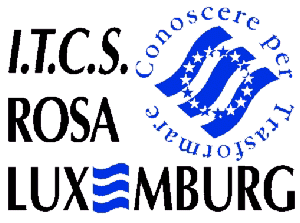 I.T.C.S.
ROSA
LUXEMBURG
Conoscere per Trasformare